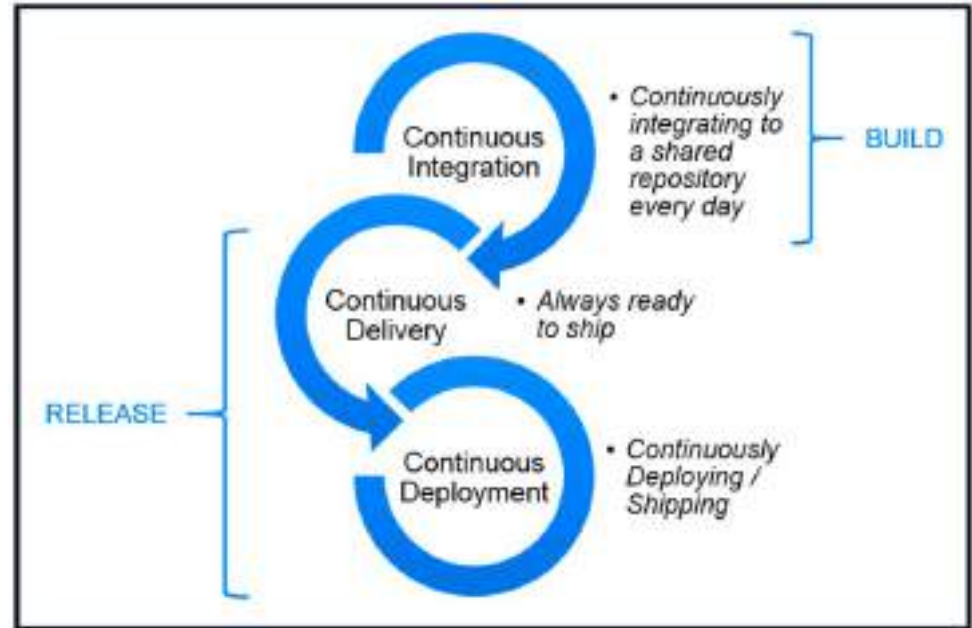 Continuous
Integration
• Continuously
integrating to
a shared
repository
every day
BUILD
Continuous
Delivery
• Always ready
to ship
RELEASE
Continuous
Deployment
• Continuously
Deploying /
Shipping